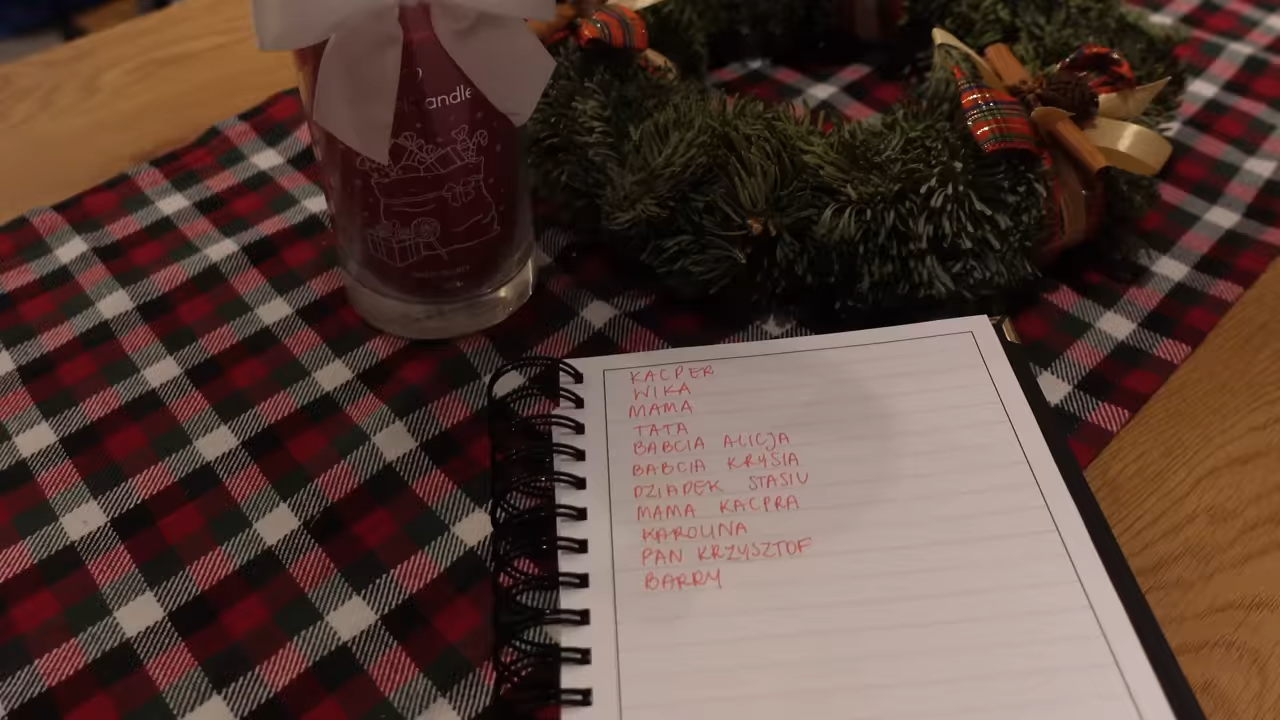 KACPER
WIKA
MAMA
TATA
BABCIA ALICJA
BABCIA KRYSIA
DZIADEK STASIU
MAMA KACPRA
KAROLINA
PAN KRZYSZTOF
BARRY